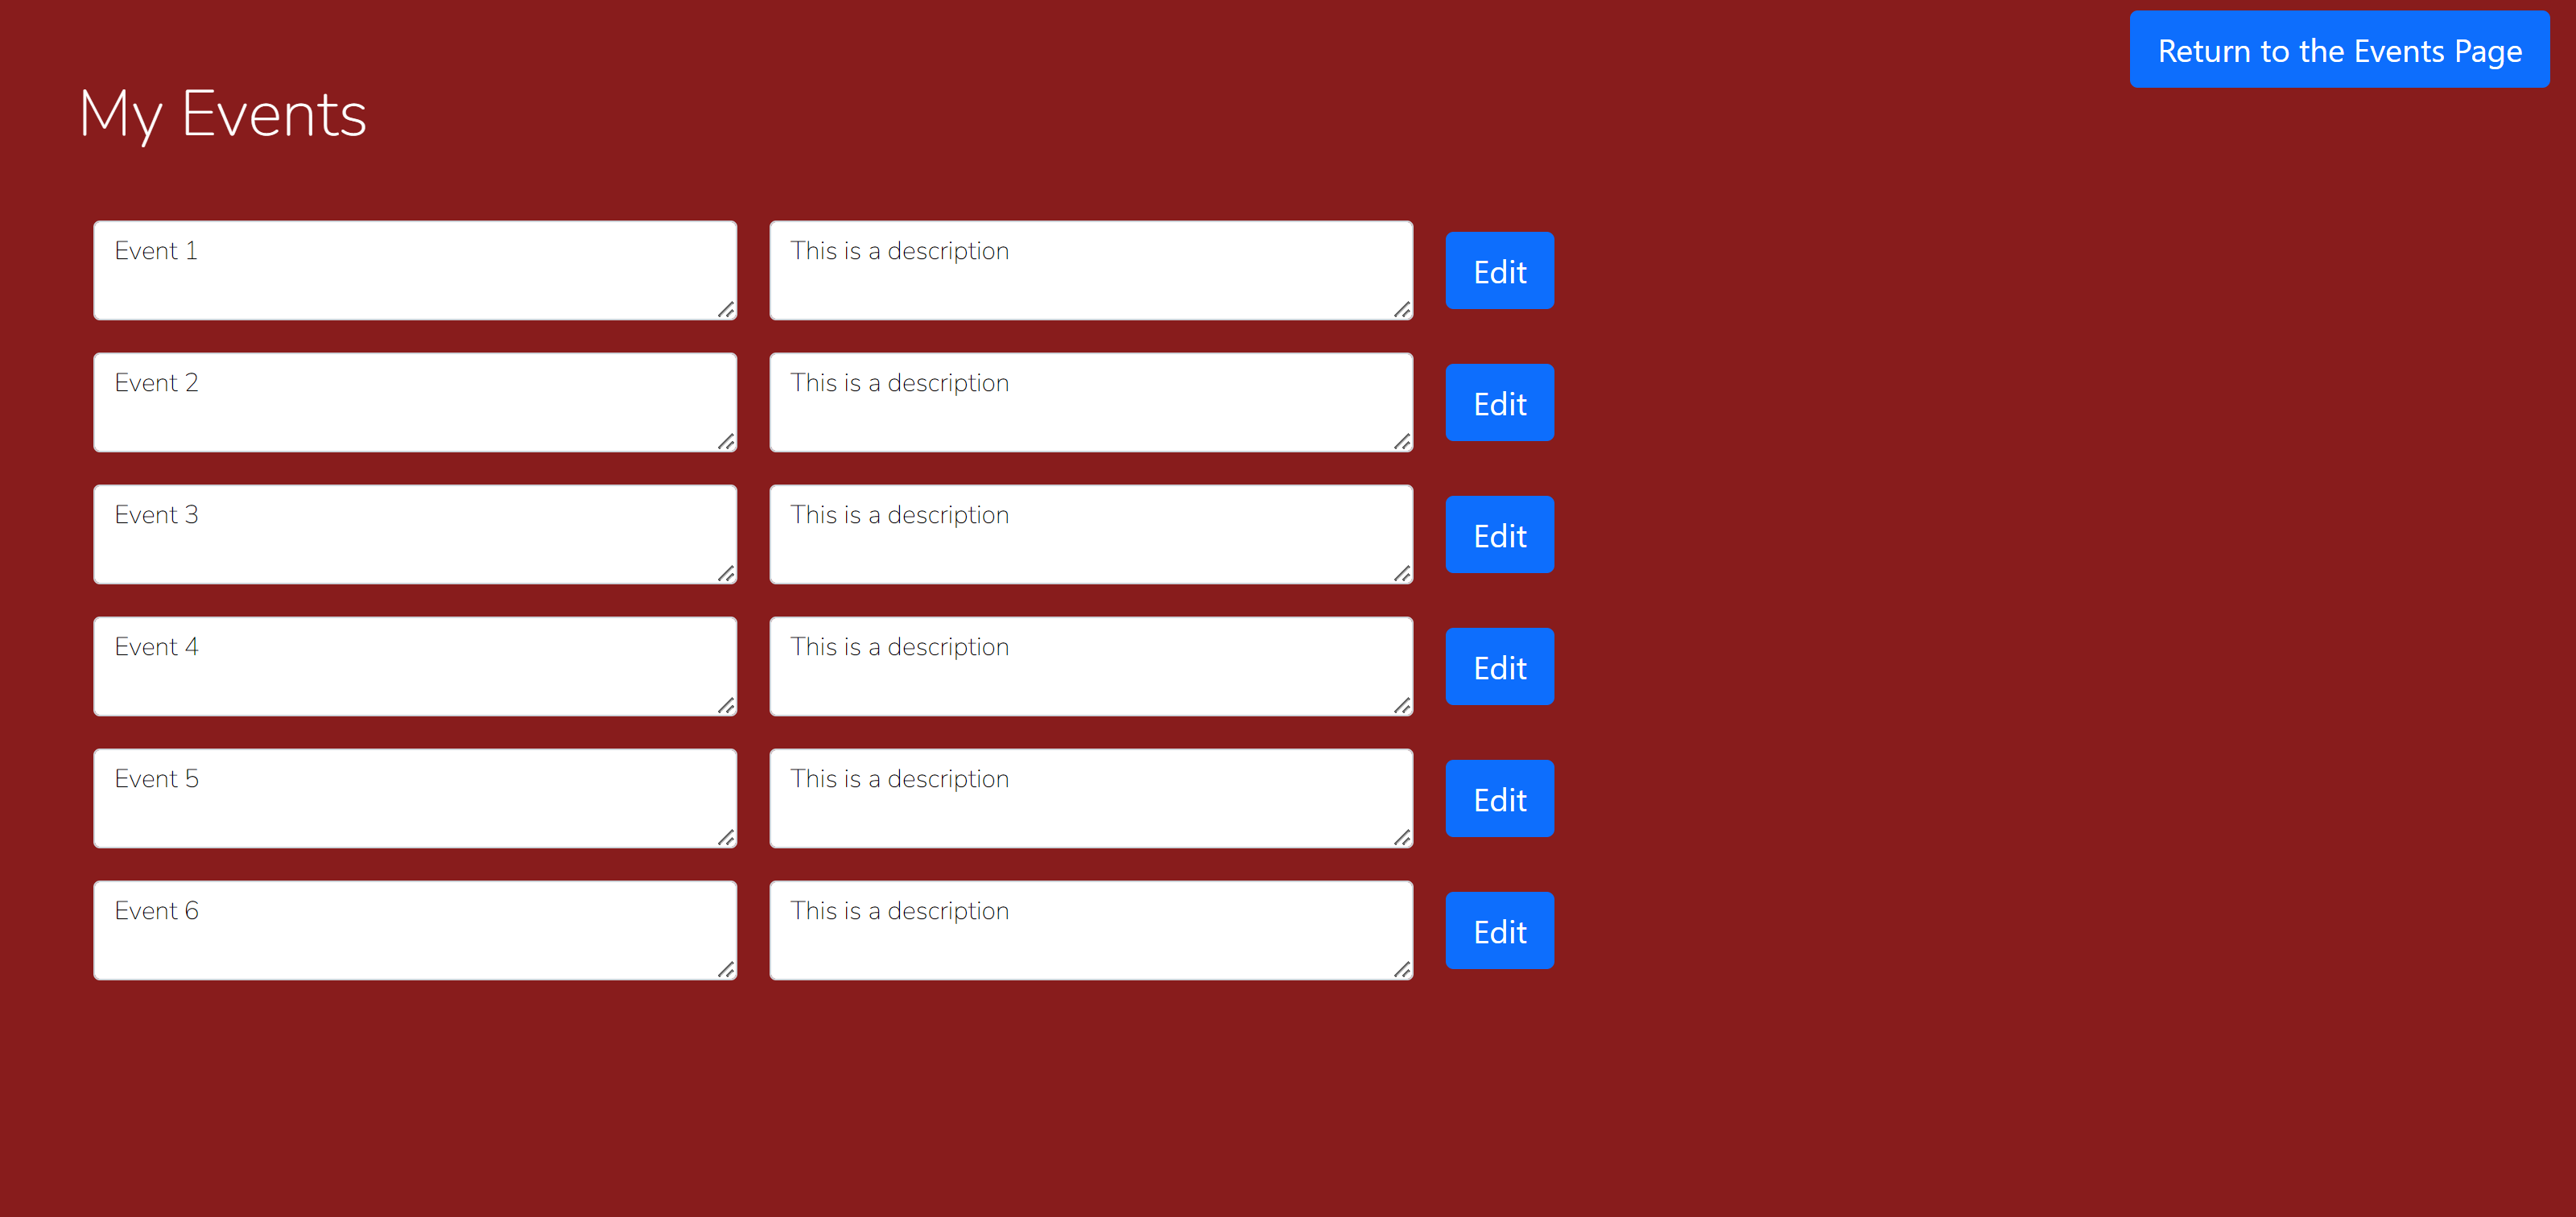 Return to the Events Page
My Events
Event 1 This is a description Edit
Event 2 This is a description Edit
Event 3 This is a description Edit
Event 4 This is a description Edit
Event 5 This is a description Edit
Event 6 This is a description Edit